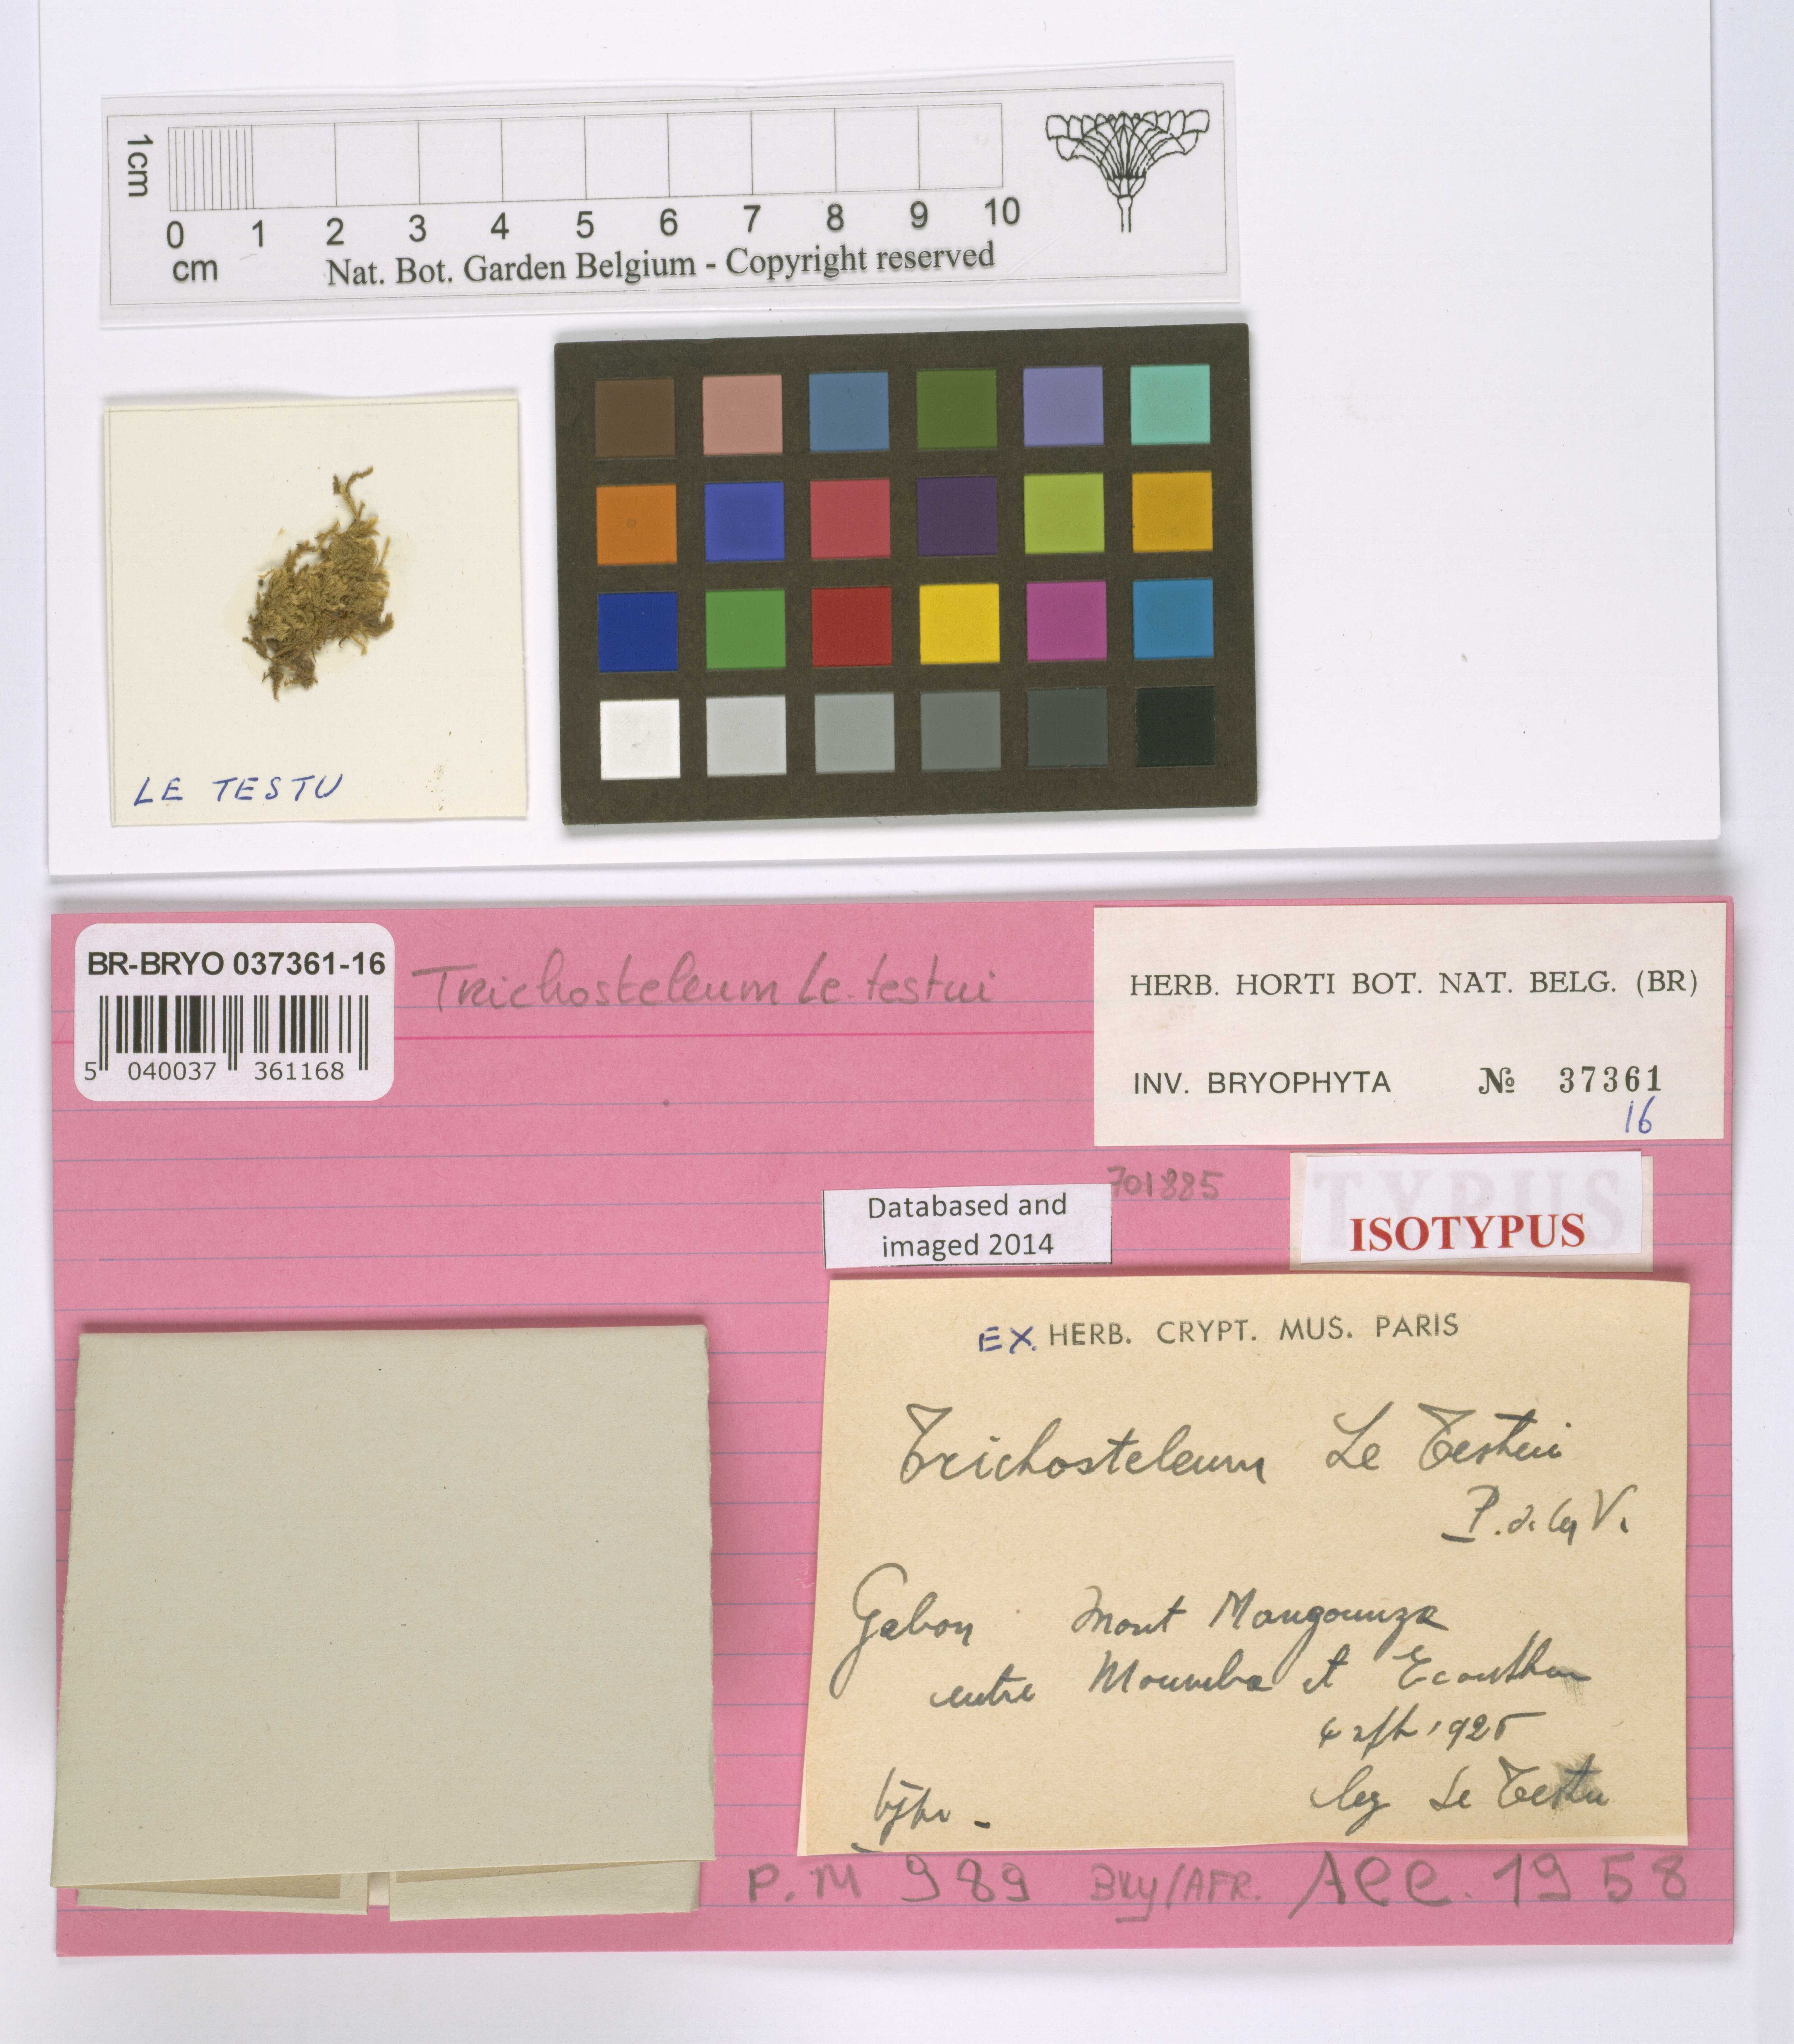 1cm
0 1 2 3 4 5 6 7 8 9 10
cm
Nat. Bot. Garden Belgium - Copyright reserved
LE TESTU
BR-BRYO 037361-16
5 040037 361168
Trichosteleum Le testui
HERB. HORTI BOT. NAT. BELG. (BR)
INV. BRYOPHYTA № 37361
16
701885
Databased and
imaged 2014
TYPUS
ISOTYPUS
EX. HERB. CRYPT. MUS. PARIS
Trichosteleum Le Testui
P. de la V.
Gabon Mont Mangounza
entre Moumba et
1925
leg Le Testu
P.M 989 BRY/AFR. Acc. 1958